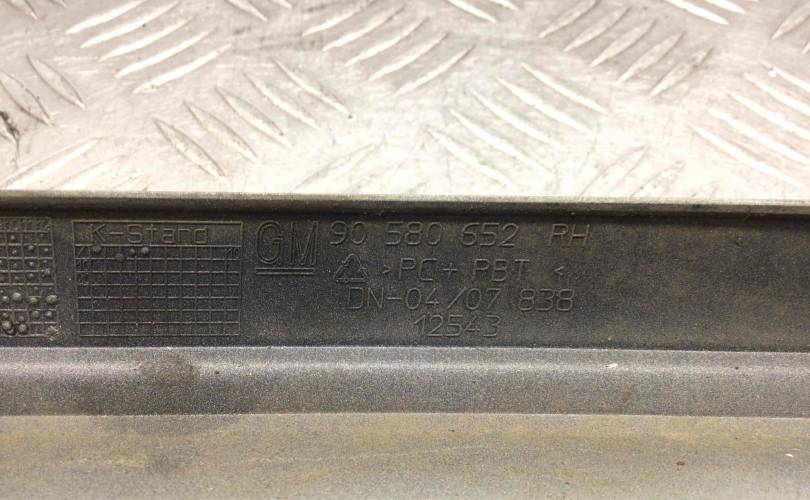 K-Stand
GM 90 580 652 RH
> PC + PBT <
DN-04/07 838
12543